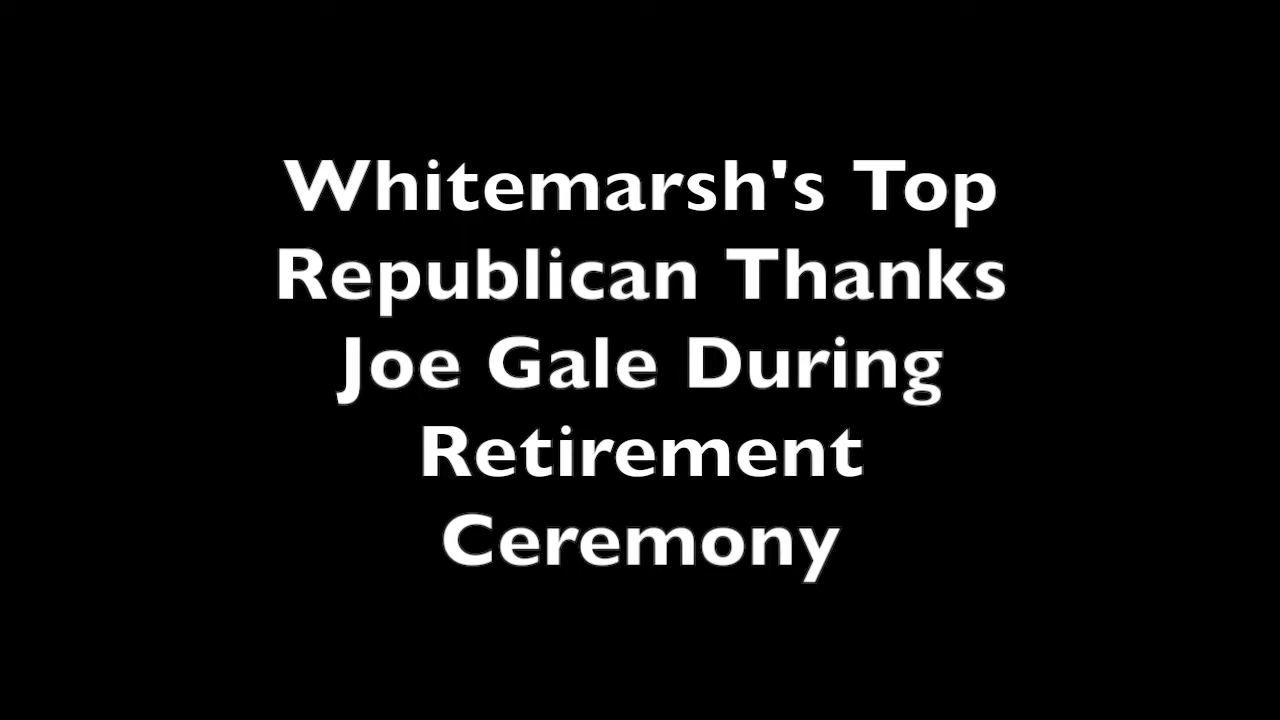 Whitemarsh's Top
Republican Thanks
Joe Gale During
Retirement
Ceremony